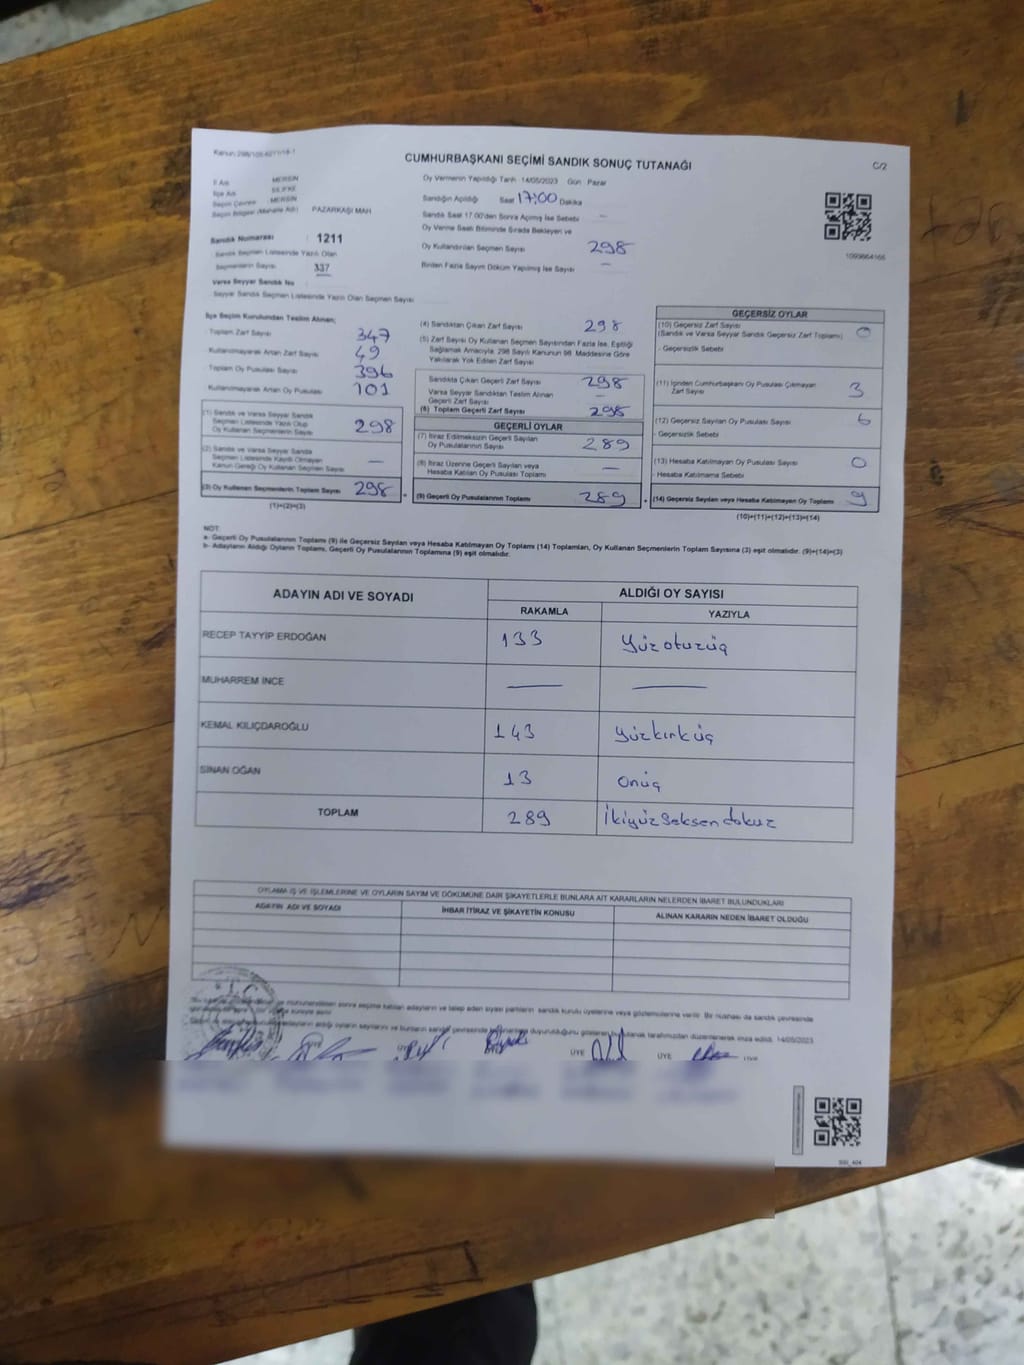 Kanun: 298/105-6271/14-1
CUMHURBAŞKANI SEÇİMİ SANDIK SONUÇ TUTANAĞI
C/2
İl Adı MERSİN
İlçe Adı SİLİFKE
Seçim Çevresi : MERSİN
Seçim Bölgesi (Mahalle Adı) PAZARKAŞI MAH
Sandık Numarası : 1211
Sandık Seçmen Listesinde Yazılı Olan
Seçmenlerin Sayısı : 337
Varsa Seyyar Sandık No
Seyyar Sandık Seçmen Listesinde Yazılı Olan Seçmen Sayısı
Oy Vermenin Yapıldığı Tarih : 14/05/2023 Gün : Pazar
Sandığın Açıldığı Saat 17:00 Dakika
Sandık Saat 17.00'den Sonra Açılmış İse Sebebi —
Oy Verme Saati Bitiminde Sırada Bekleyen ve
Oy Kullandırılan Seçmen Sayısı 298
Birden Fazla Sayım Döküm Yapılmış İse Sayısı —
1099864166
İlçe Seçim Kurulundan Teslim Alınan;
Toplam Zarf Sayısı 347
Kullanılmayarak Artan Zarf Sayısı 49
Toplam Oy Pusulası Sayısı 396
Kullanılmayarak Artan Oy Pusulası 101
(1) Sandık ve Varsa Seyyar Sandık
Seçmen Listesinde Yazılı Olup
Oy Kullanan Seçmenlerin Sayısı 298
(2) Sandık ve Varsa Seyyar Sandık
Seçmen Listesinde Kayıtlı Olmayan
Kanun Gereği Oy Kullanan Seçmen Sayısı —
(3) Oy Kullanan Seçmenlerin Toplam Sayısı 298
(1)+(2)=(3)
(4) Sandıktan Çıkan Zarf Sayısı 298
(5) Zarf Sayısı Oy Kullanan Seçmen Sayısından Fazla İse, Eşitliği
Sağlamak Amacıyla, 298 Sayılı Kanunun 98. Maddesine Göre
Yakılarak Yok Edilen Zarf Sayısı
Sandıkta Çıkan Geçerli Zarf Sayısı 298
Varsa Seyyar Sandıktan Teslim Alınan
Geçerli Zarf Sayısı —
(6) Toplam Geçerli Zarf Sayısı 298
GEÇERLİ OYLAR
(7) İtiraz Edilmeksizin Geçerli Sayılan
Oy Pusulalarının Sayısı 289
(8) İtiraz Üzerine Geçerli Sayılan veya
Hesaba Katılan Oy Pusulası Toplamı —
(9) Geçerli Oy Pusulalarının Toplamı 289
GEÇERSİZ OYLAR
(10) Geçersiz Zarf Sayısı
(Sandık ve Varsa Seyyar Sandık Geçersiz Zarf Toplamı) 0
- Geçersizlik Sebebi
(11) İçinden Cumhurbaşkanı Oy Pusulası Çıkmayan
Zarf Sayısı 3
(12) Geçersiz Sayılan Oy Pusulası Sayısı 6
- Geçersizlik Sebebi
(13) Hesaba Katılmayan Oy Pusulası Sayısı 0
Hesaba Katılmama Sebebi
(14) Geçersiz Sayılan veya Hesaba Katılmayan Oy Toplamı 9
(10)+(11)+(12)+(13)=(14)
NOT:
a- Geçerli Oy Pusulalarının Toplamı (9) ile Geçersiz Sayılan veya Hesaba Katılmayan Oy Toplamı (14) Toplamları, Oy Kullanan Seçmenlerin Toplam Sayısına (3) eşit olmalıdır. (9)+(14)=(3)
b- Adayların Aldığı Oyların Toplamı, Geçerli Oy Pusulalarının Toplamına (9) eşit olmalıdır.
ADAYIN ADI VE SOYADI
ALDIĞI OY SAYISI
RAKAMLA YAZIYLA
RECEP TAYYİP ERDOĞAN 133 Yüzotuzüç
MUHARREM İNCE — —
KEMAL KILIÇDAROĞLU 143 Yüzkırküç
SİNAN OĞAN 13 Onüç
TOPLAM 289 İkiyüzseksendokuz
OYLAMA İŞ VE İŞLEMLERİNE VE OYLARIN SAYIM VE DÖKÜMÜNE DAİR ŞİKAYETLERLE BUNLARA AİT KARARLARIN NELERDEN İBARET BULUNDUKLARI
ADAYIN ADI VE SOYADI İHBAR İTİRAZ VE ŞİKAYETİN KONUSU ALINAN KARARIN NEDEN İBARET OLDUĞU
mühürlendikten sonra seçime katılan adayların ve talep eden siyasi partilerin sandık kurulu üyelerine veya gözlemcilerine verildi. Bir nüshası da sandık çevresinde
adayların aldığı oyların sayılarını ve bunların sandık çevresinde duyurulduğunu gösteren tutanak tarafımızdan düzenlenerek imza edildi. 14/05/2023
T.C.
ÜYE ÜYE ÜYE